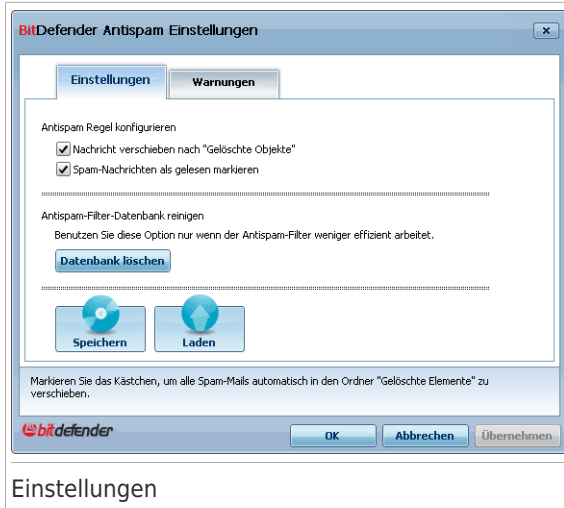 BitDefender Antispam Einstellungen
Einstellungen
Warnungen
Antispam Regel konfigurieren
Nachricht verschieben nach "Gelöschte Objekte"
Spam-Nachrichten als gelesen markieren
Antispam-Filter-Datenbank reinigen
Benutzen Sie diese Option nur wenn der Antispam-Filter weniger effizient arbeitet.
Datenbank löschen
Speichern
Laden
Markieren Sie das Kästchen, um alle Spam-Mails automatisch in den Ordner "Gelöschte Elemente" zu
verschieben.
bitdefender
OK
Abbrechen
Übernehmen
Einstellungen